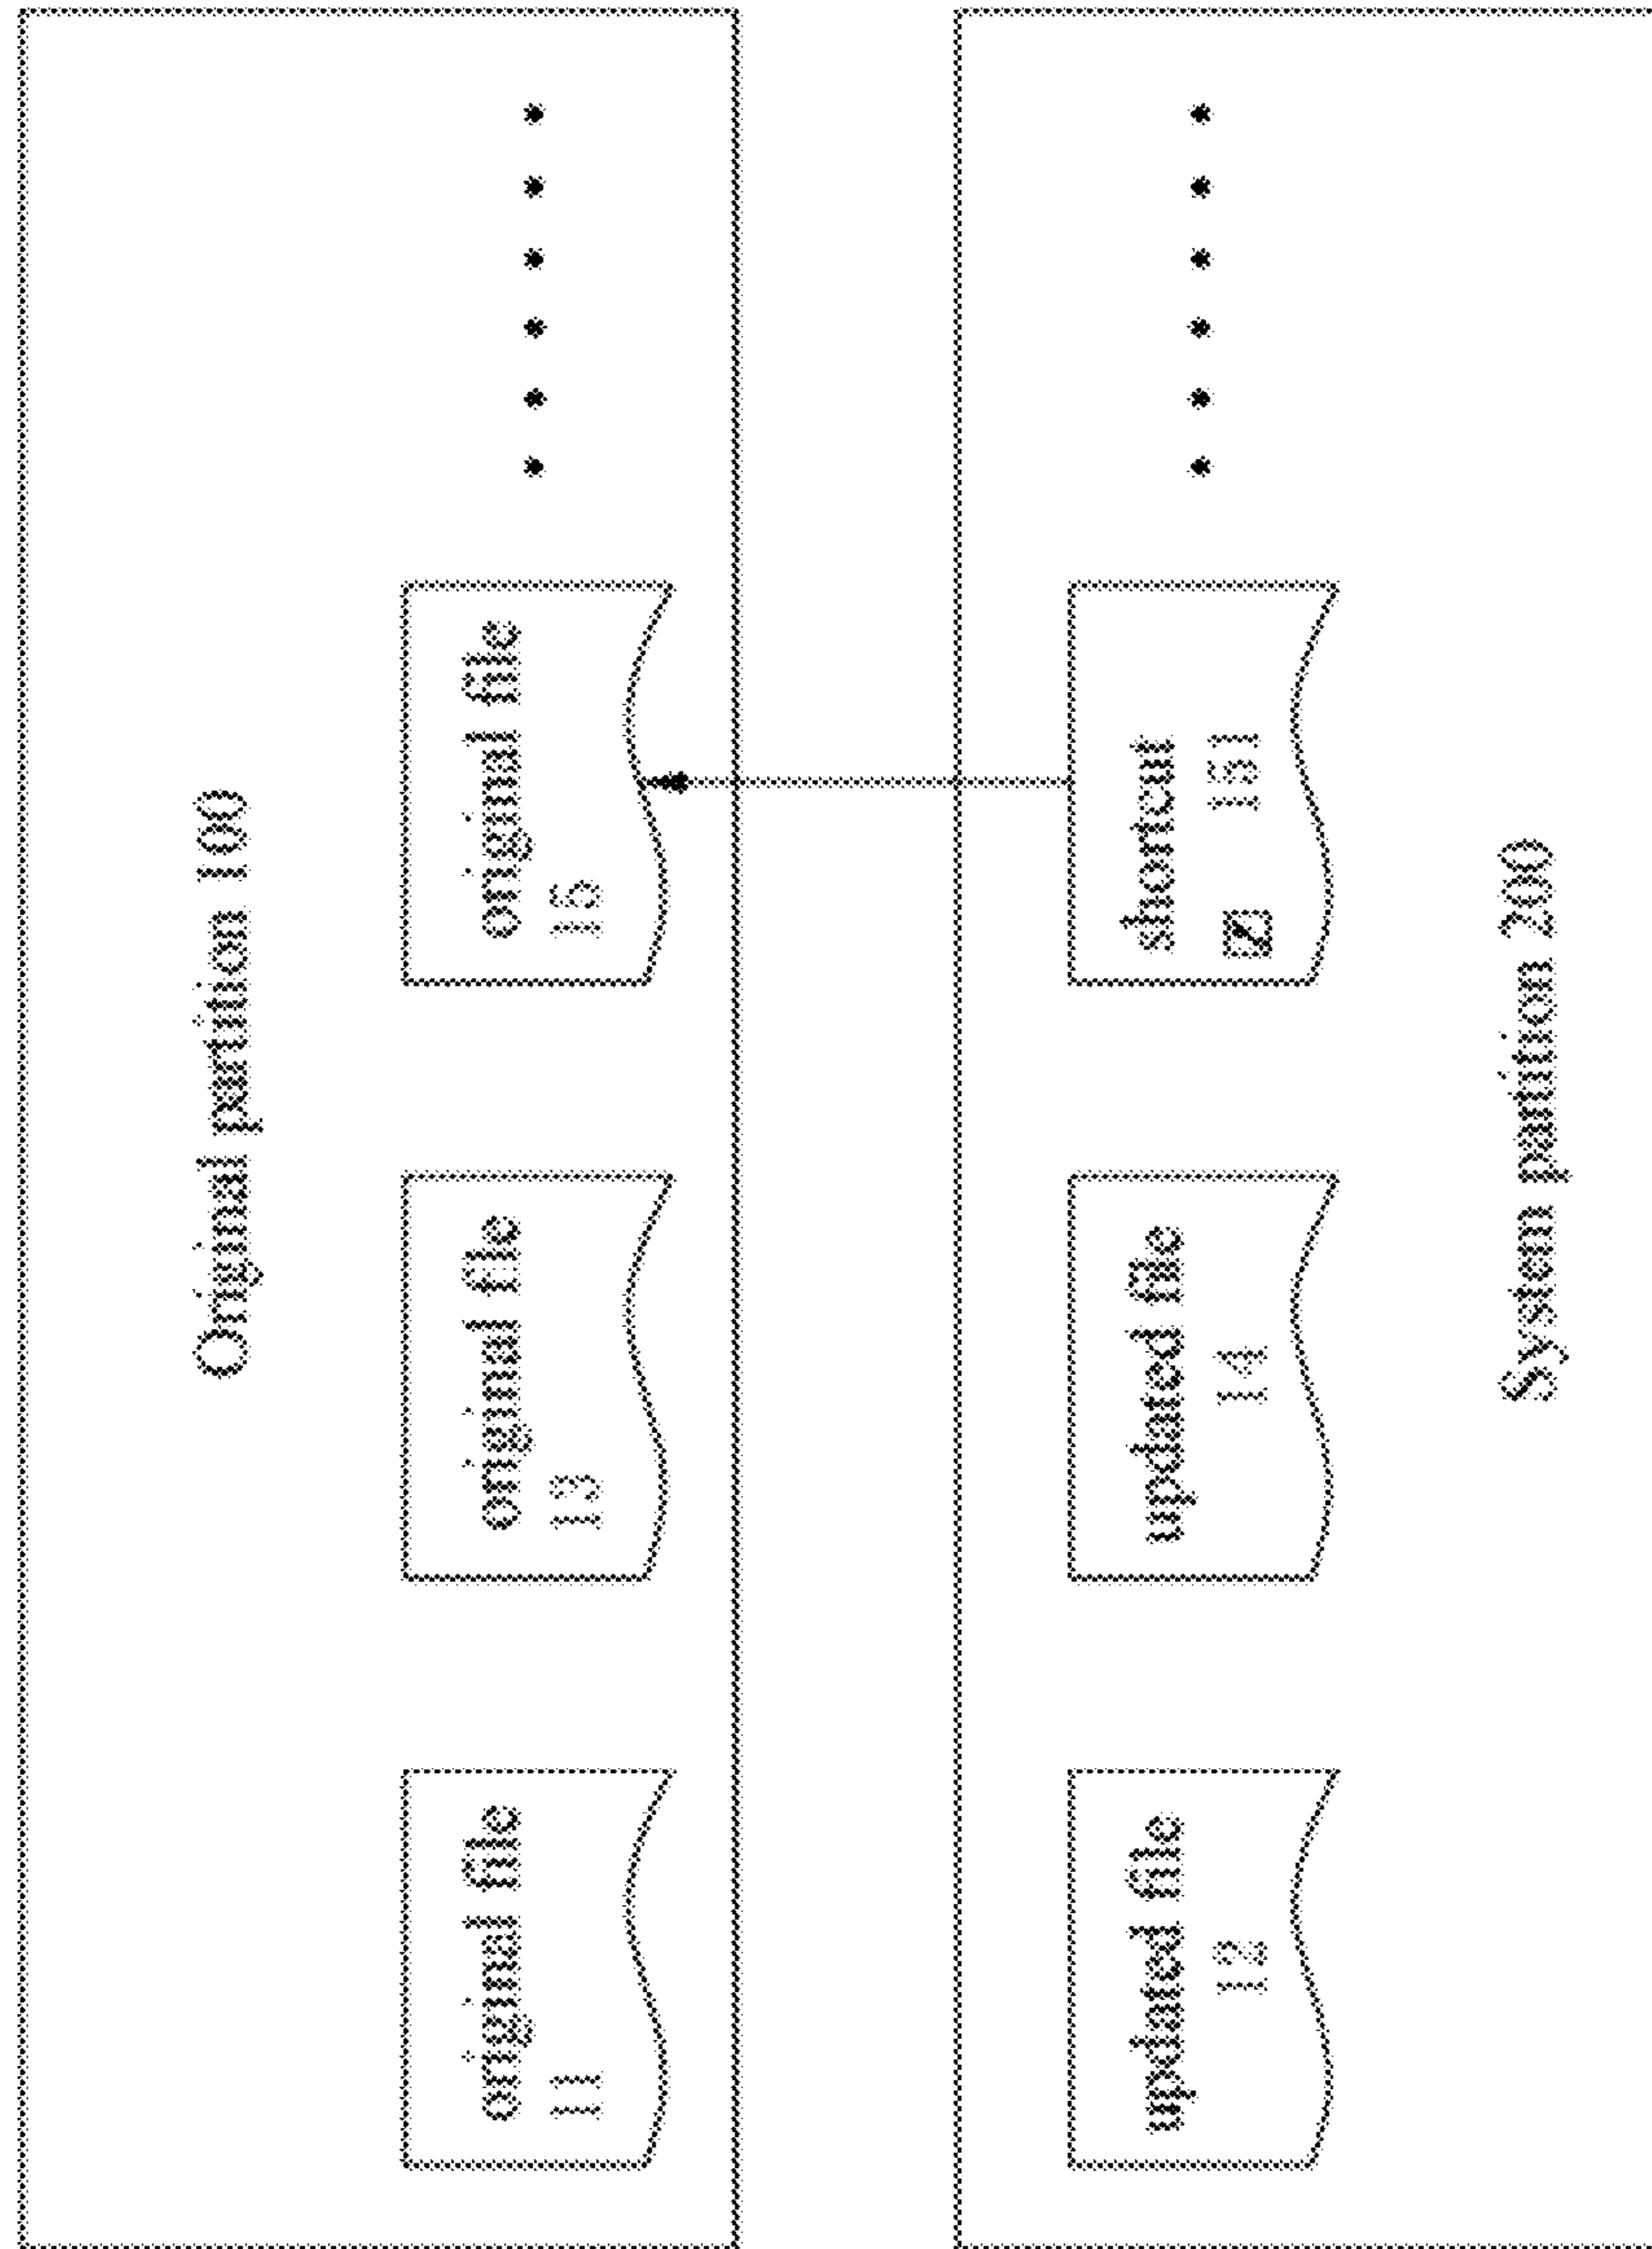 Original partition 100
original file
11
original file
13
original file
15
updated file
12
updated file
14
shortcut
151
System partition 200